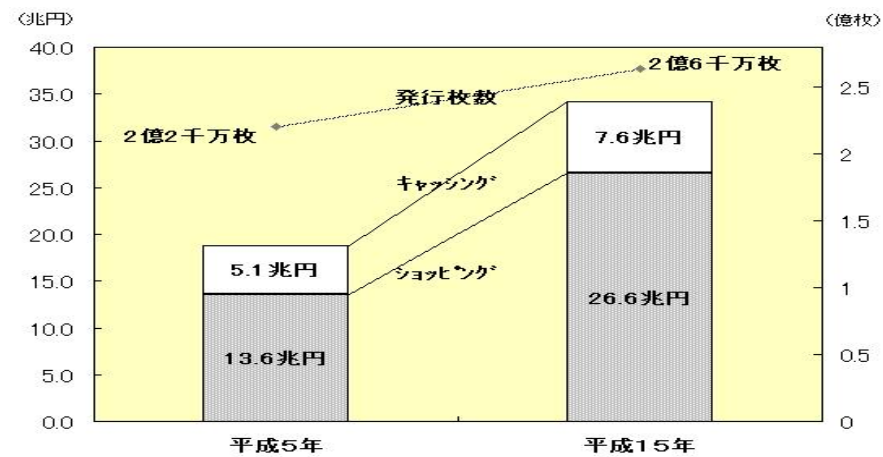 （兆円）
（億枚）
40.0
35.0
30.0
25.0
20.0
15.0
10.0
5.0
0.0
2.5
2
1.5
1
0.5
0
2億6千万枚
発行枚数
2億2千万枚
7.6兆円
ｷｬｯｼﾝｸﾞ
5.1兆円
ｼｮｯﾋﾟﾝｸﾞ
26.6兆円
13.6兆円
平成5年
平成15年